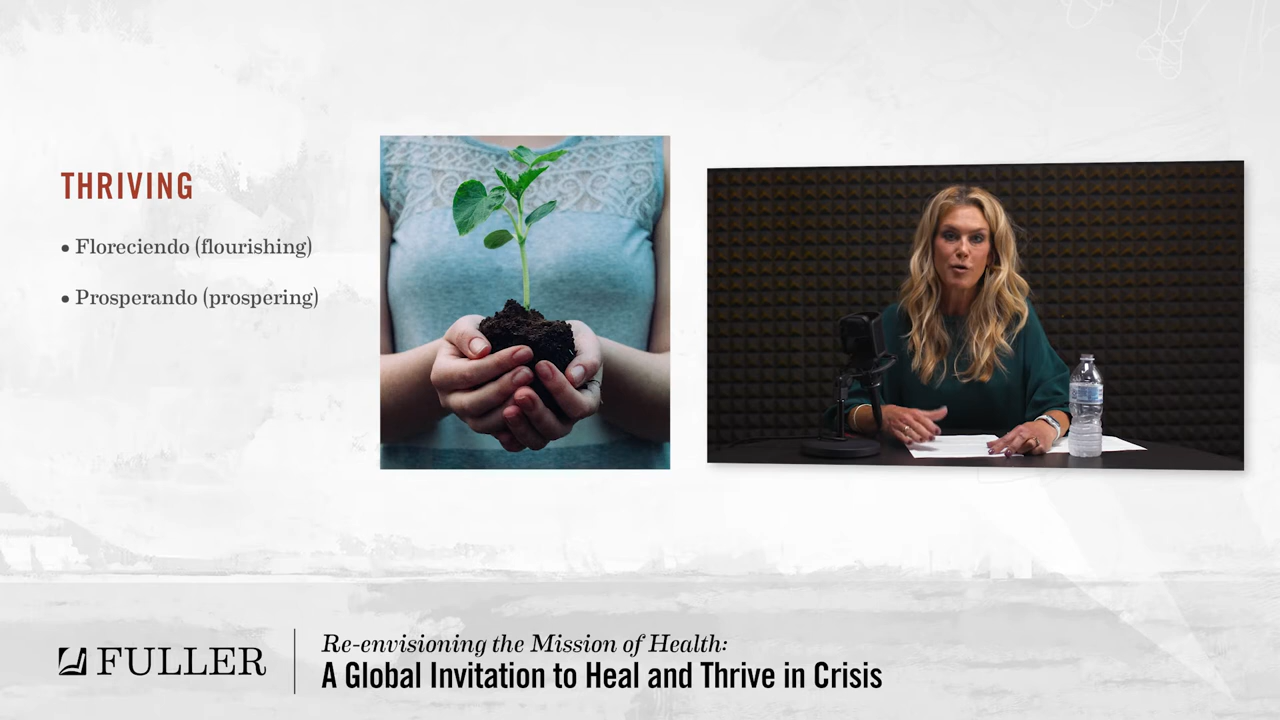 THRIVING
• Floreciendo (flourishing)
• Prosperando (prospering)
FULLER
Re-envisioning the Mission of Health:
A Global Invitation to Heal and Thrive in Crisis